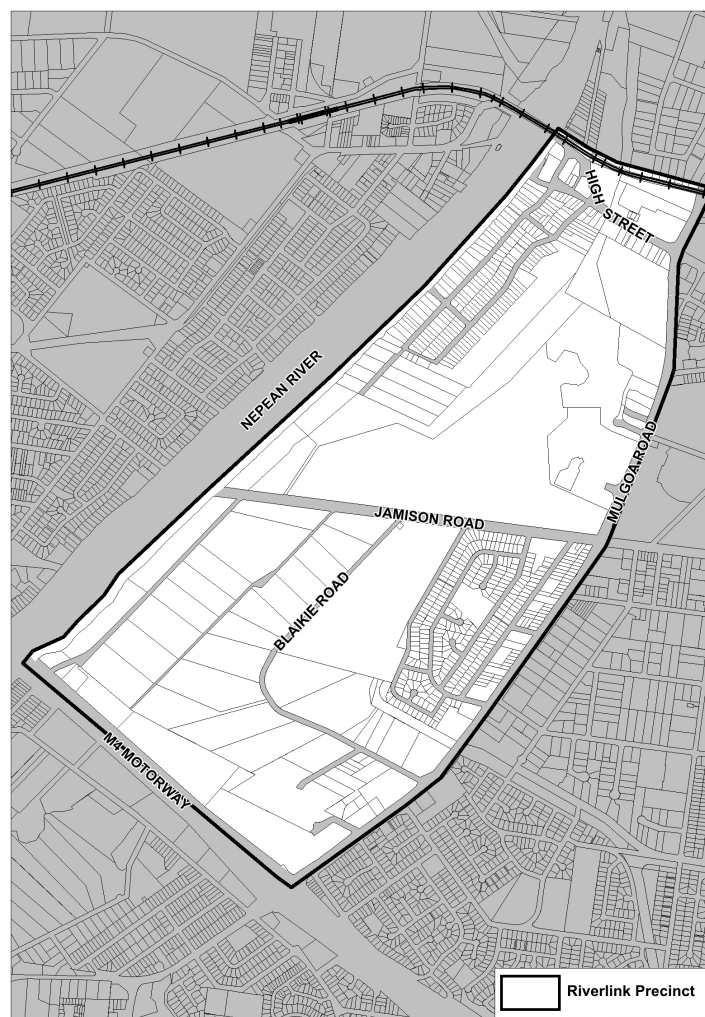 HIGH STREET
NEPEAN RIVER
MULGOA ROAD
JAMISON ROAD
BLAIKIE ROAD
M4 MOTORWAY
Riverlink Precinct